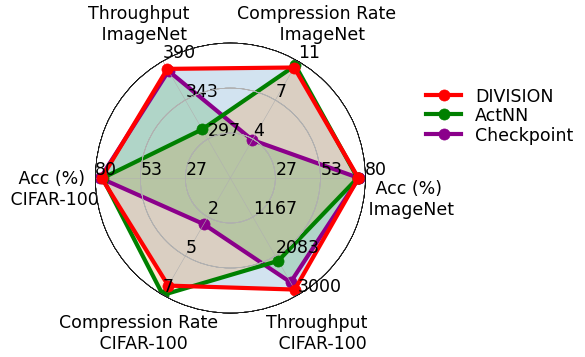 Throughput
ImageNet
Compression Rate
ImageNet
390
11
343
7
297
4
DIVISION
ActNN
Checkpoint
Acc (%)
CIFAR-100
80
53
27
27
53
80
Acc (%)
ImageNet
2
1167
5
2083
7
3000
Compression Rate
CIFAR-100
Throughput
CIFAR-100